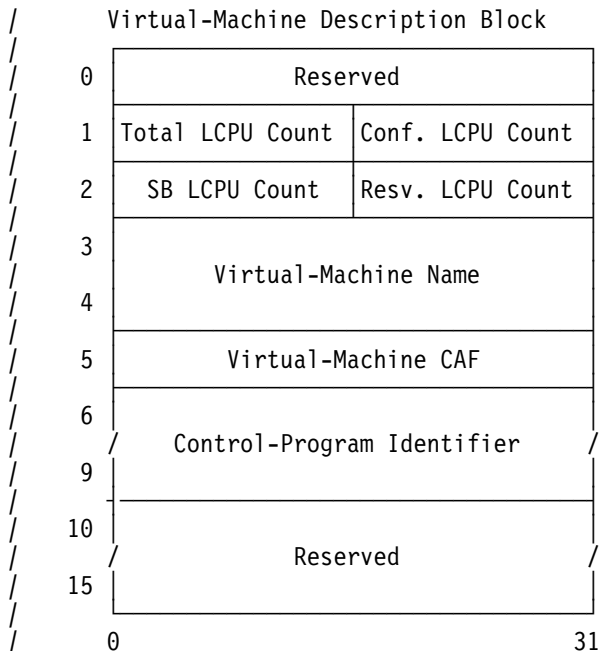 Virtual-Machine Description Block
0 Reserved
1 Total LCPU Count Conf. LCPU Count
2 SB LCPU Count Resv. LCPU Count
3
Virtual-Machine Name
4
5 Virtual-Machine CAF
6
/ Control-Program Identifier /
9
10
/ Reserved /
15
0 31